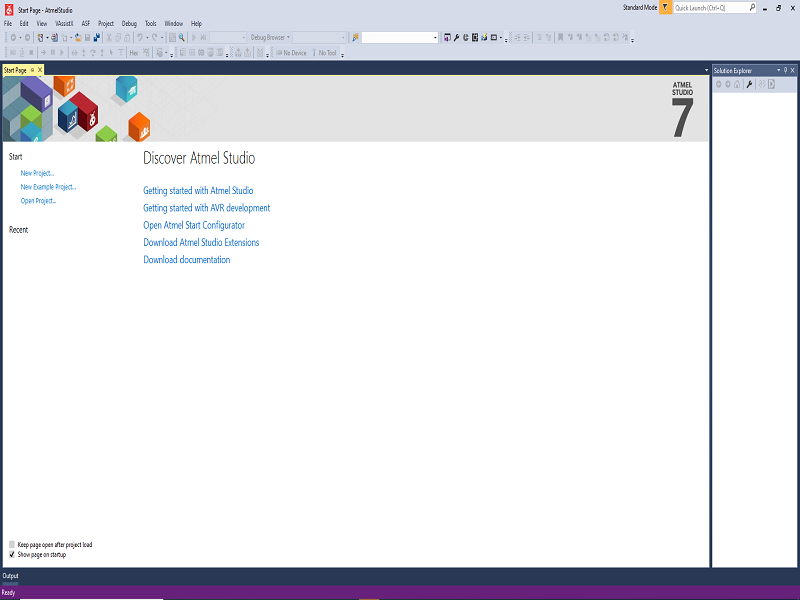 Start Page - AtmelStudio
Standard Mode
Quick Launch (Ctrl+Q)
File Edit View VAssistX ASF Project Debug Tools Window Help
Debug Browser
Hex
No Device
No Tool
Start Page
Solution Explorer
ATMEL
STUDIO
7
Start
New Project...
New Example Project...
Open Project...
Recent
Discover Atmel Studio
Getting started with Atmel Studio
Getting started with AVR development
Open Atmel Start Configurator
Download Atmel Studio Extensions
Download documentation
Keep page open after project load
Show page on startup
Output
Ready